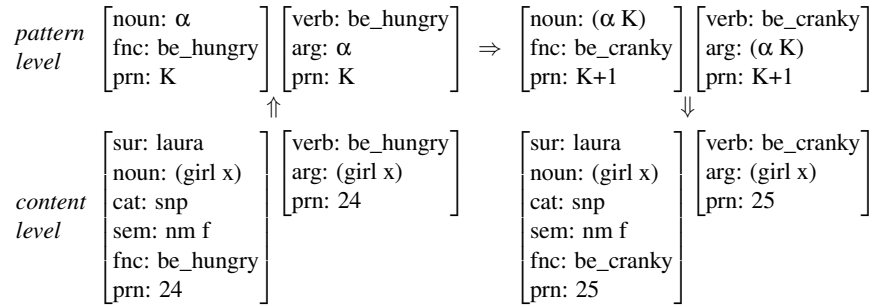 pattern level [noun: α [verb: be_hungry ⇒ [noun: (α K) [verb: be_cranky
fnc: be_hungry arg: α fnc: be_cranky arg: (α K)
prn: K] prn: K] prn: K+1] prn: K+1]
⇑ ⇓
content level [sur: laura [verb: be_hungry [sur: laura [verb: be_cranky
noun: (girl x) arg: (girl x) noun: (girl x) arg: (girl x)
cat: snp prn: 24] cat: snp prn: 25]
sem: nm f sem: nm f
fnc: be_hungry fnc: be_cranky
prn: 24] prn: 25]